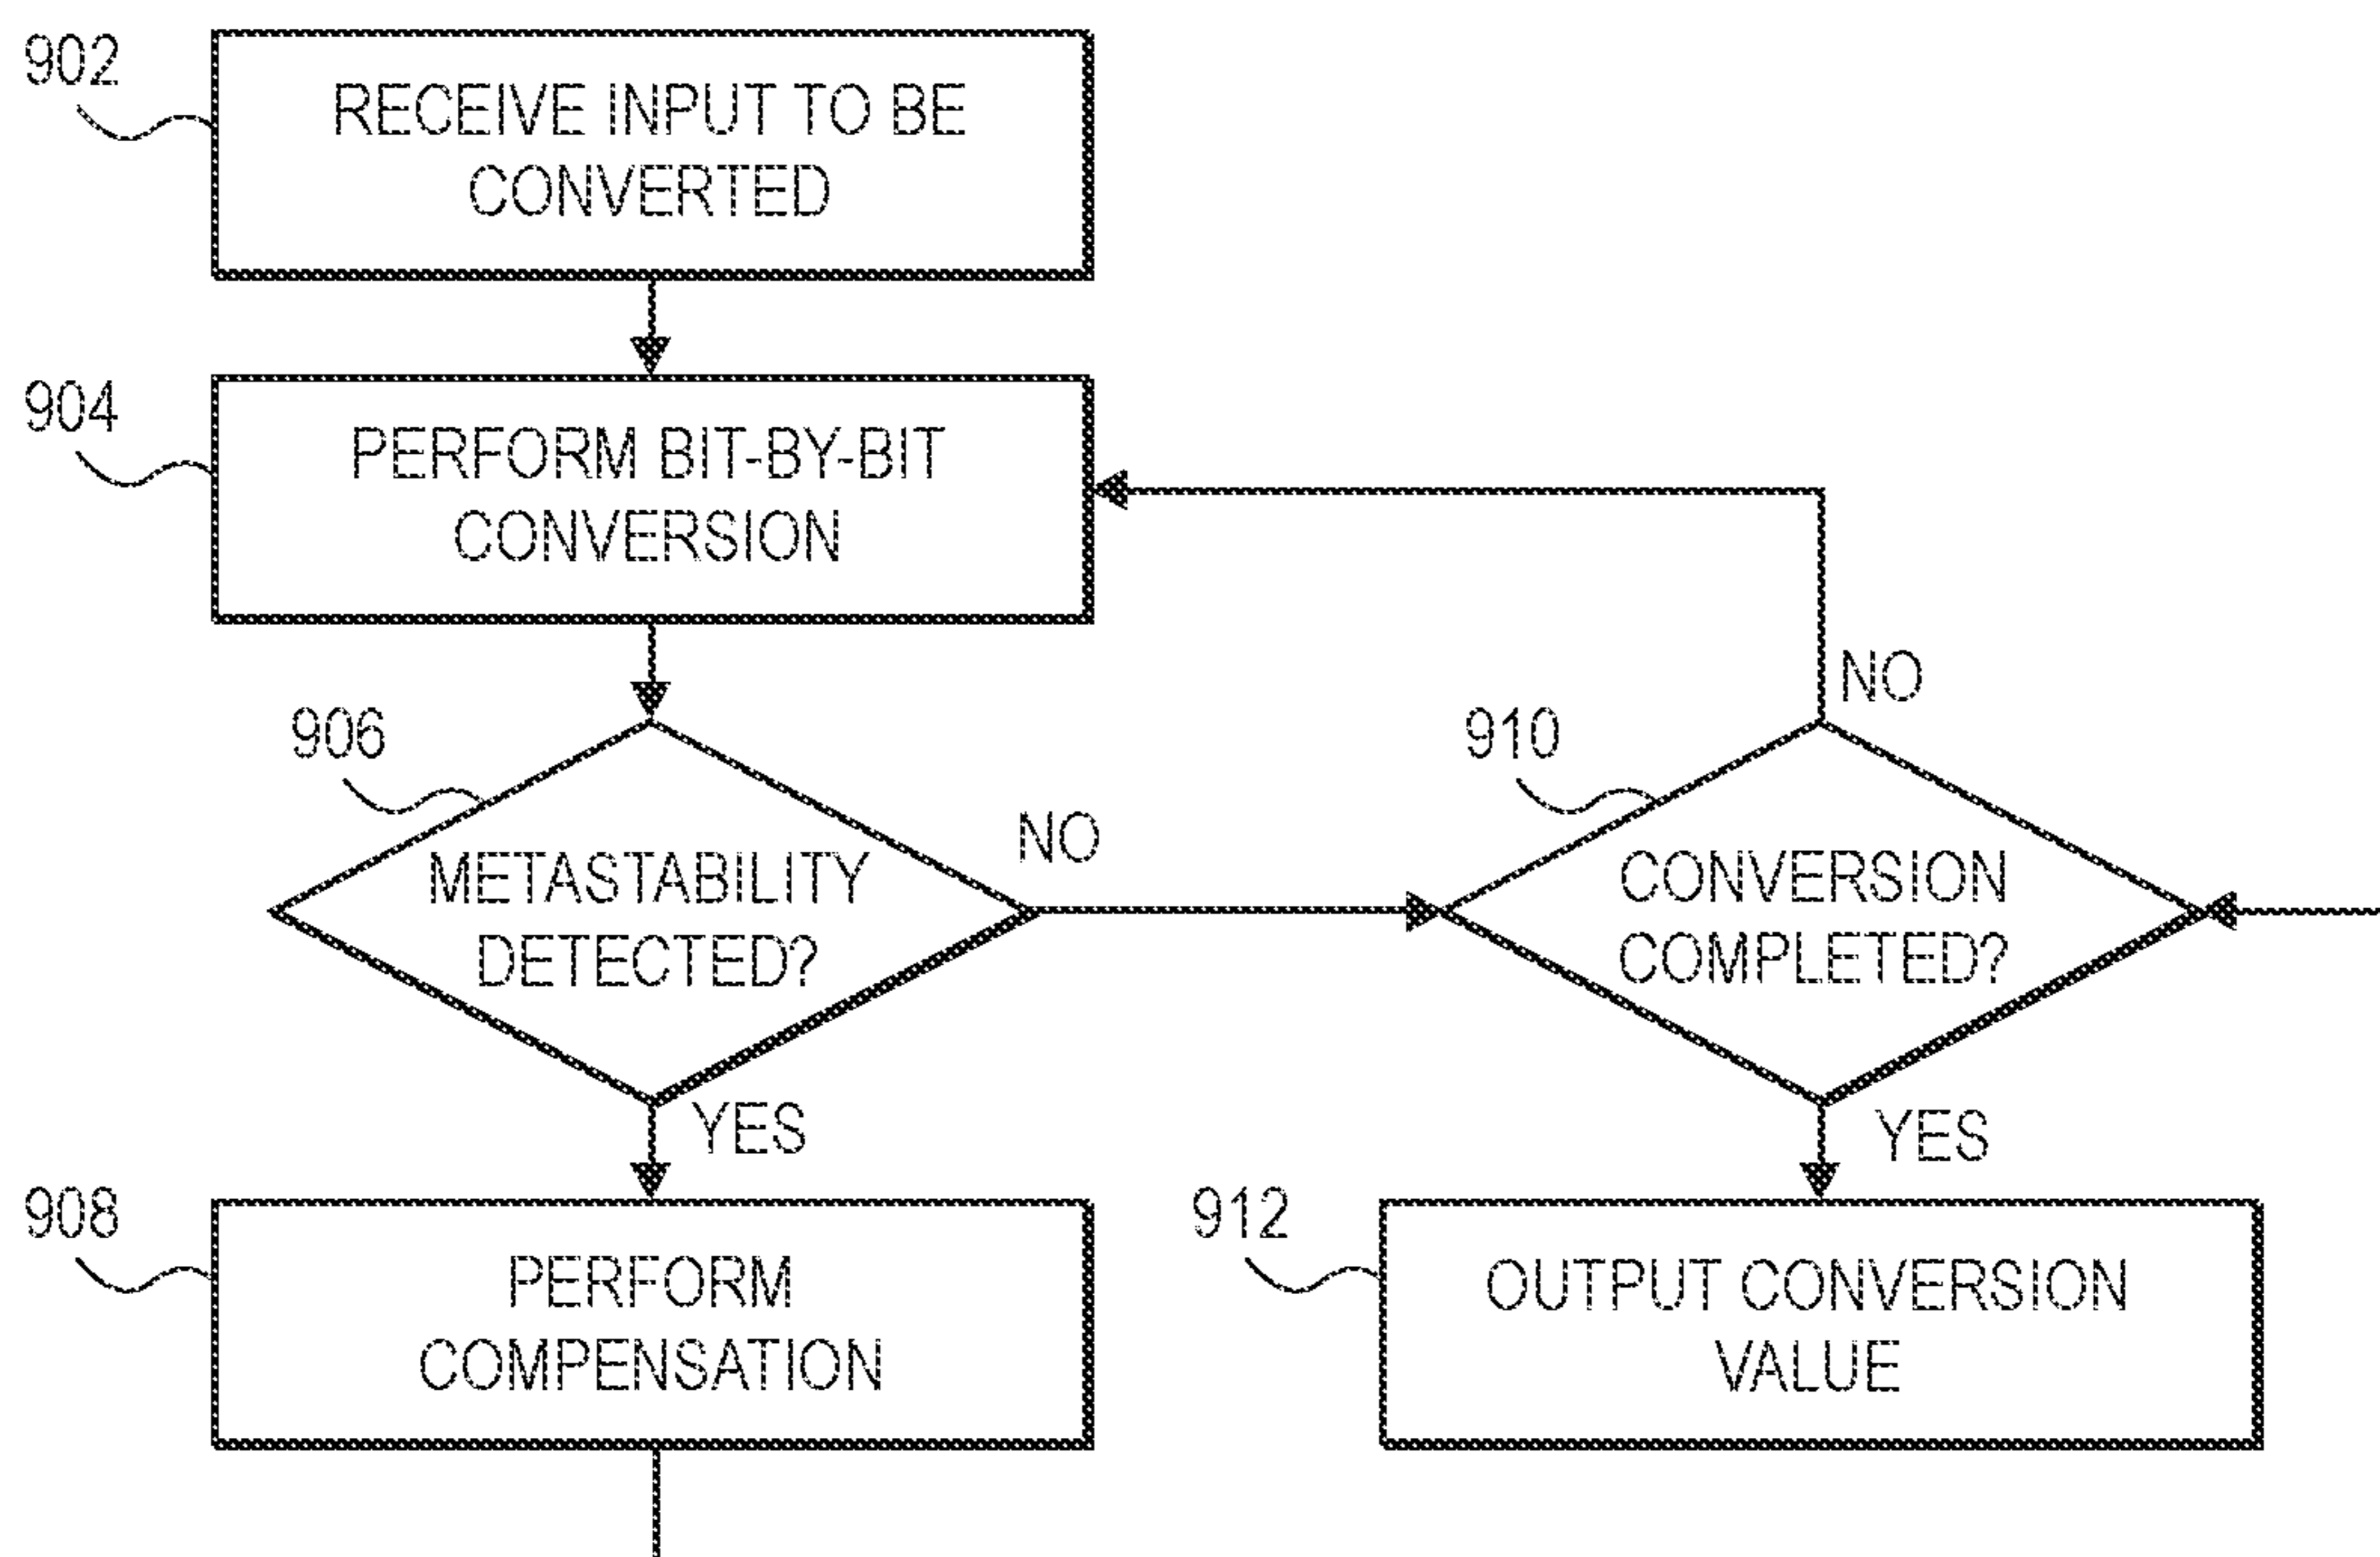 902
RECEIVE INPUT TO BE
CONVERTED
904
PERFORM BIT-BY-BIT
CONVERSION
906
METASTABILITY
DETECTED?
NO
YES
908
PERFORM
COMPENSATION
910
NO
CONVERSION
COMPLETED?
YES
912
OUTPUT CONVERSION
VALUE